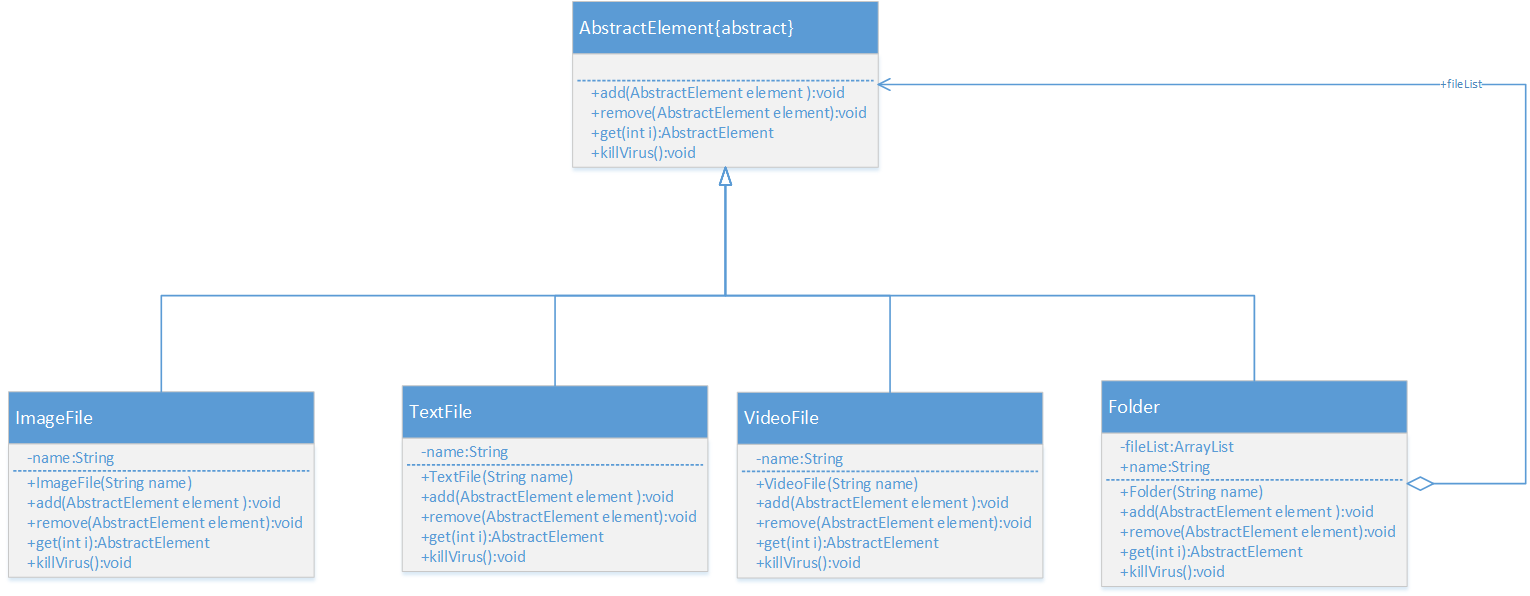 AbstractElement{abstract}
+add(AbstractElement element ):void
+remove(AbstractElement element):void
+get(int i):AbstractElement
+killVirus():void
+fileList
ImageFile
-name:String
+ImageFile(String name)
+add(AbstractElement element ):void
+remove(AbstractElement element):void
+get(int i):AbstractElement
+killVirus():void
TextFile
-name:String
+TextFile(String name)
+add(AbstractElement element ):void
+remove(AbstractElement element):void
+get(int i):AbstractElement
+killVirus():void
VideoFile
-name:String
+VideoFile(String name)
+add(AbstractElement element ):void
+remove(AbstractElement element):void
+get(int i):AbstractElement
+killVirus():void
Folder
-fileList:ArrayList
+name:String
+Folder(String name)
+add(AbstractElement element ):void
+remove(AbstractElement element):void
+get(int i):AbstractElement
+killVirus():void